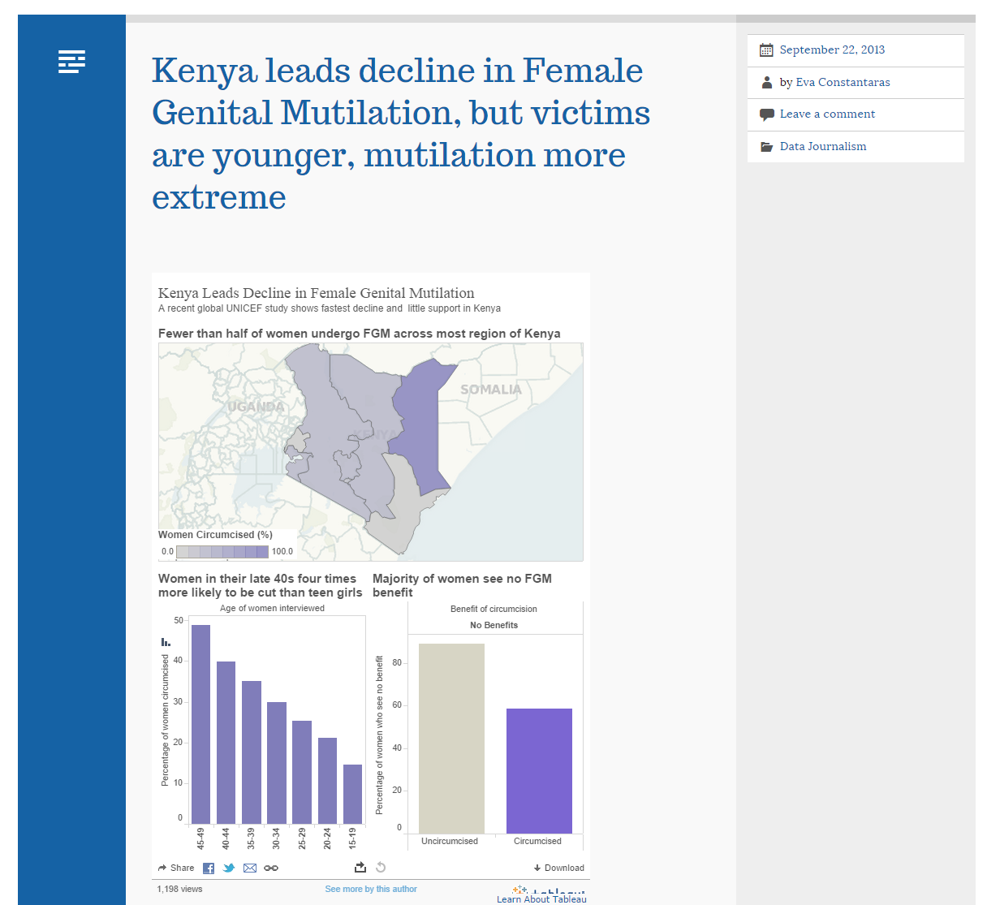 Kenya leads decline in Female
Genital Mutilation, but victims
are younger, mutilation more
extreme
September 22, 2013
by Eva Constantaras
Leave a comment
Data Journalism
Kenya Leads Decline in Female Genital Mutilation
A recent global UNICEF study shows fastest decline and little support in Kenya
Fewer than half of women undergo FGM across most region of Kenya
SOMALIA
UGANDA
KENYA
Women Circumcised (%)
0.0 100.0
Women in their late 40s four times
more likely to be cut than teen girls
Age of women interviewed
Percentage of women circumcised
50
40
30
20
10
0
45-49 40-44 35-39 30-34 25-29 20-24 15-19
Majority of women see no FGM
benefit
Benefit of circumcision
No Benefits
Percentage of women who see no benefit
80
60
40
20
0
Uncircumcised Circumcised
Share Download
1,198 views See more by this author
Learn About Tableau